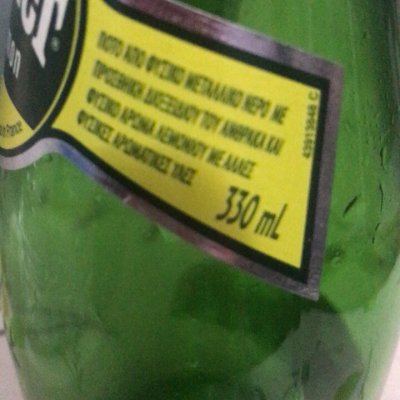 ΠΟΤΟ ΑΠΟ ΦΥΣΙΚΟ ΜΕΤΑΛΛΙΚΟ ΝΕΡΟ ΜΕ
ΠΡΟΣΘΗΚΗ ΔΙΟΞΕΙΔΙΟΥ ΤΟΥ ΑΝΘΡΑΚΑ ΚΑΙ
ΦΥΣΙΚΟ ΑΡΩΜΑ ΛΕΜΟΝΙΟΥ ΜΕ ΑΛΛΕΣ
ΦΥΣΙΚΕΣ ΑΡΩΜΑΤΙΚΕΣ ΥΛΕΣ
330 mL
France